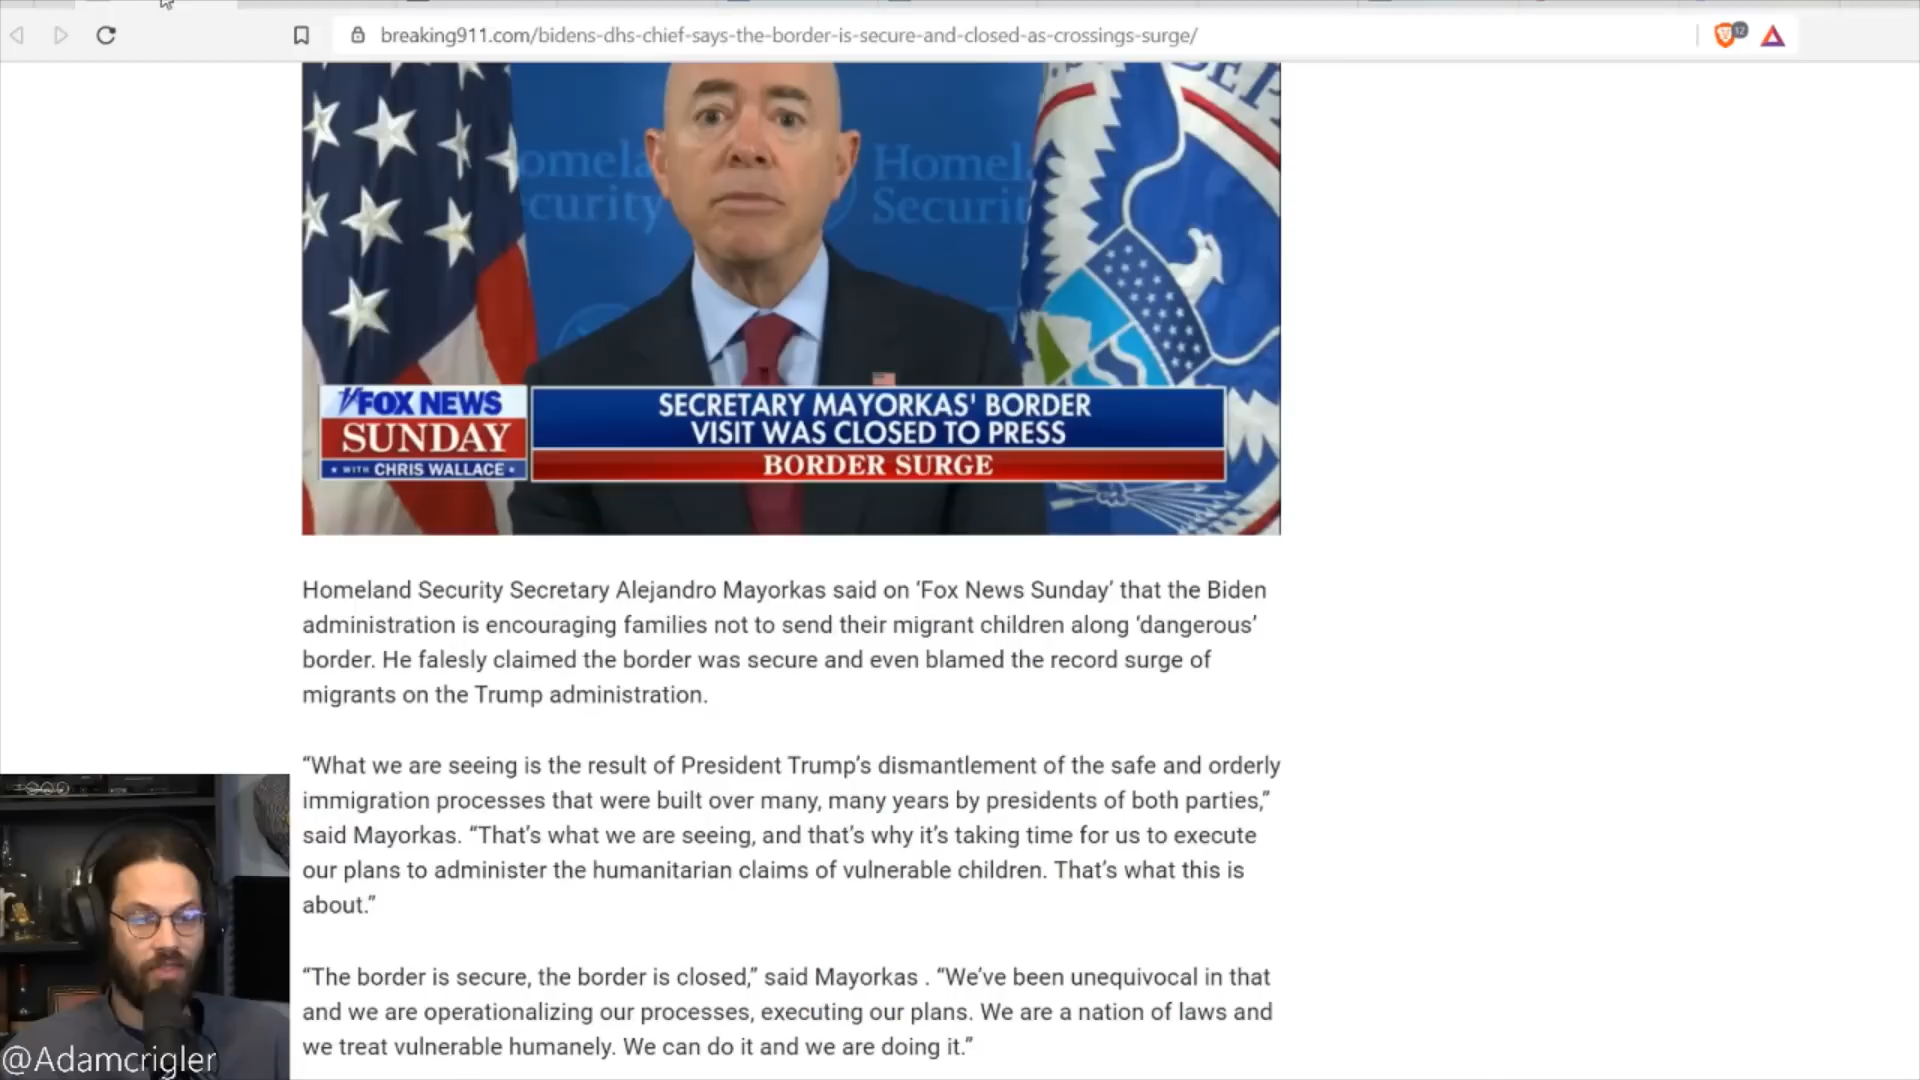 breaking911.com/bidens-dhs-chief-says-the-border-is-secure-and-closed-as-crossings-surge/
12
Homeland
Security
FOX NEWS
SUNDAY
WITH CHRIS WALLACE
SECRETARY MAYORKAS' BORDER
VISIT WAS CLOSED TO PRESS
BORDER SURGE
Homeland Security Secretary Alejandro Mayorkas said on ‘Fox News Sunday’ that the Biden
administration is encouraging families not to send their migrant children along ‘dangerous’
border. He falesly claimed the border was secure and even blamed the record surge of
migrants on the Trump administration.
“What we are seeing is the result of President Trump’s dismantlement of the safe and orderly
immigration processes that were built over many, many years by presidents of both parties,”
said Mayorkas. “That’s what we are seeing, and that’s why it’s taking time for us to execute
our plans to administer the humanitarian claims of vulnerable children. That’s what this is
about.”
“The border is secure, the border is closed,” said Mayorkas . “We’ve been unequivocal in that
and we are operationalizing our processes, executing our plans. We are a nation of laws and
we treat vulnerable humanely. We can do it and we are doing it.”
@Adamcrigler